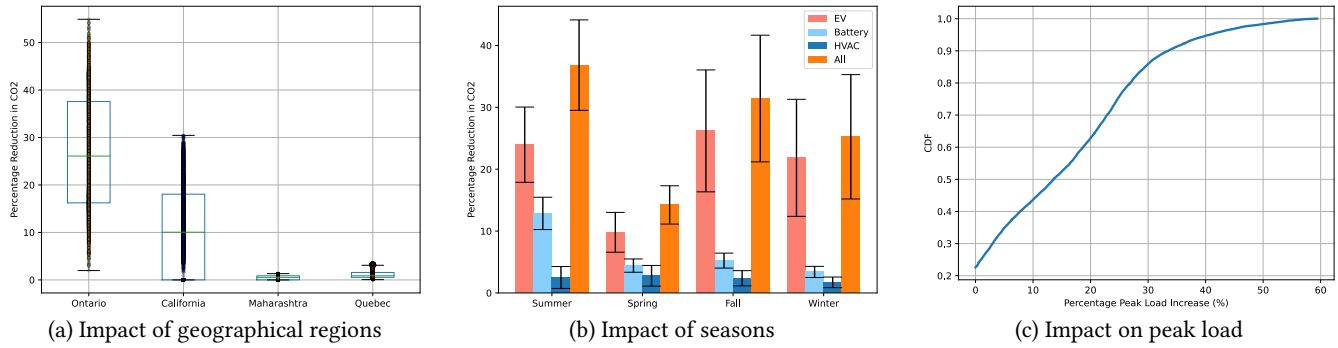 Percentage Reduction in CO2
50
40
30
20
10
0
Ontario
California
Maharashtra
Quebec
(a) Impact of geographical regions
Percentage Reduction in CO2
40
30
20
10
0
EV
Battery
HVAC
All
Summer
Spring
Fall
Winter
(b) Impact of seasons
CDF
1.0
0.9
0.8
0.7
0.6
0.5
0.4
0.3
0.2
0
10
20
30
40
50
60
Percentage Peak Load Increase (%)
(c) Impact on peak load